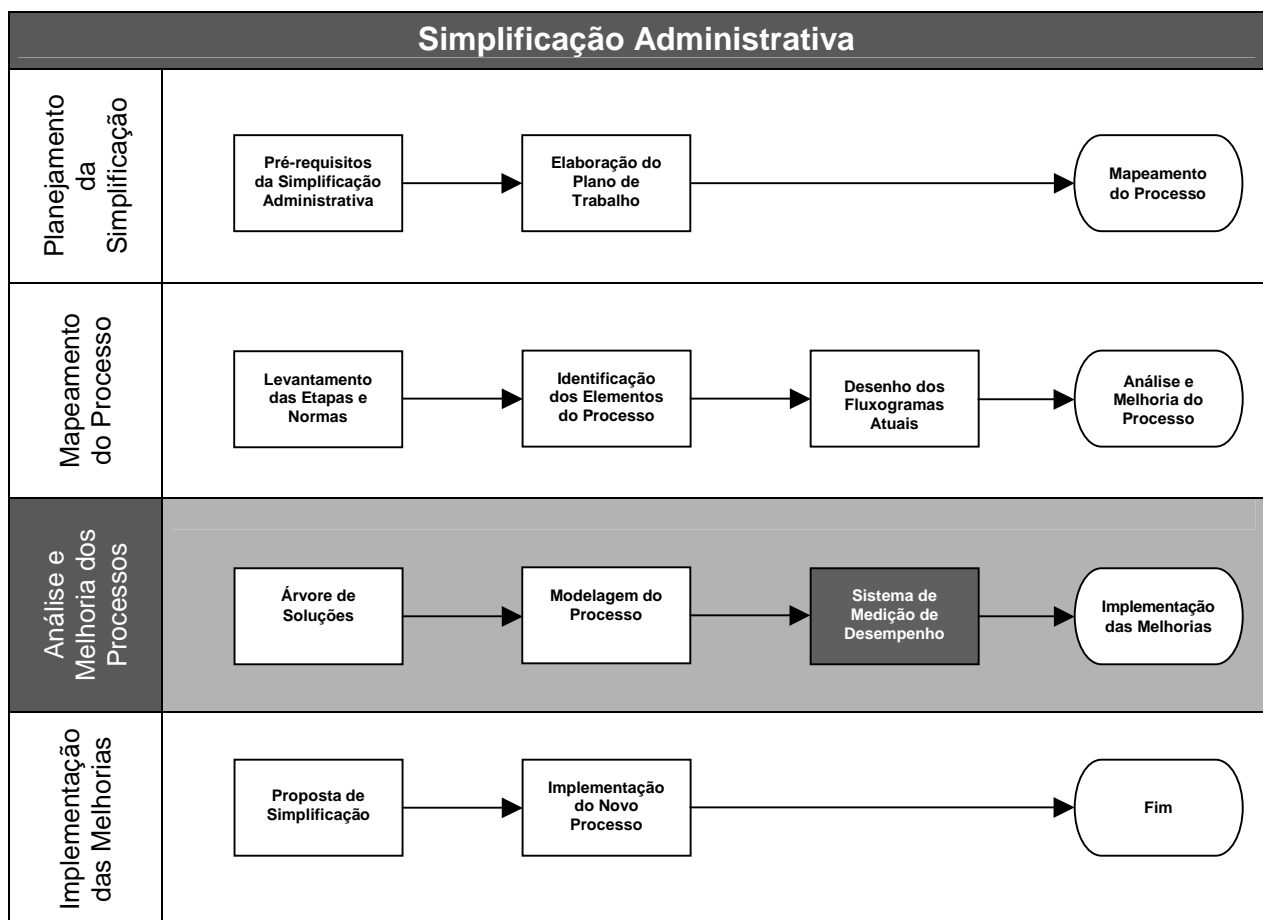 Simplificação Administrativa
Planejamento
da
Simplificação
Pré-requisitos
da Simplificação
Administrativa
Elaboração do
Plano de
Trabalho
Mapeamento
do Processo
Mapeamento
do Processo
Levantamento
das Etapas e
Normas
Identificação
dos Elementos
do Processo
Desenho dos
Fluxogramas
Atuais
Análise e
Melhoria do
Processo
Análise e
Melhoria dos
Processos
Árvore de
Soluções
Modelagem do
Processo
Sistema de
Medição de
Desempenho
Implementação
das Melhorias
Implementação
das Melhorias
Proposta de
Simplificação
Implementação
do Novo
Processo
Fim